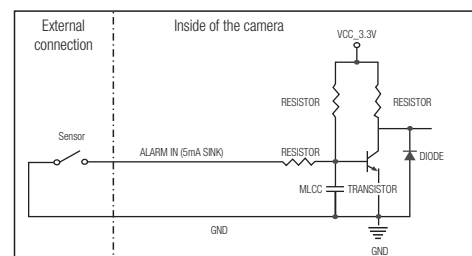 External
connection
Inside of the camera
VCC_3.3V
RESISTOR
RESISTOR
Sensor
ALARM IN (5mA SINK)
RESISTOR
DIODE
MLCC
TRANSISTOR
GND
GND